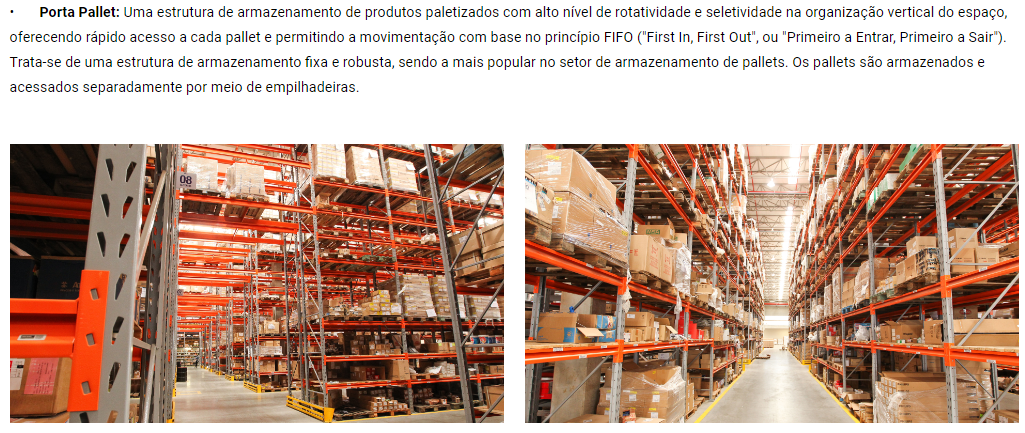 • Porta Pallet: Uma estrutura de armazenamento de produtos paletizados com alto nível de rotatividade e seletividade na organização vertical do espaço,
oferecendo rápido acesso a cada pallet e permitindo a movimentação com base no princípio FIFO ("First In, First Out", ou "Primeiro a Entrar, Primeiro a Sair").
Trata-se de uma estrutura de armazenamento fixa e robusta, sendo a mais popular no setor de armazenamento de pallets. Os pallets são armazenados e
acessados separadamente por meio de empilhadeiras.
08